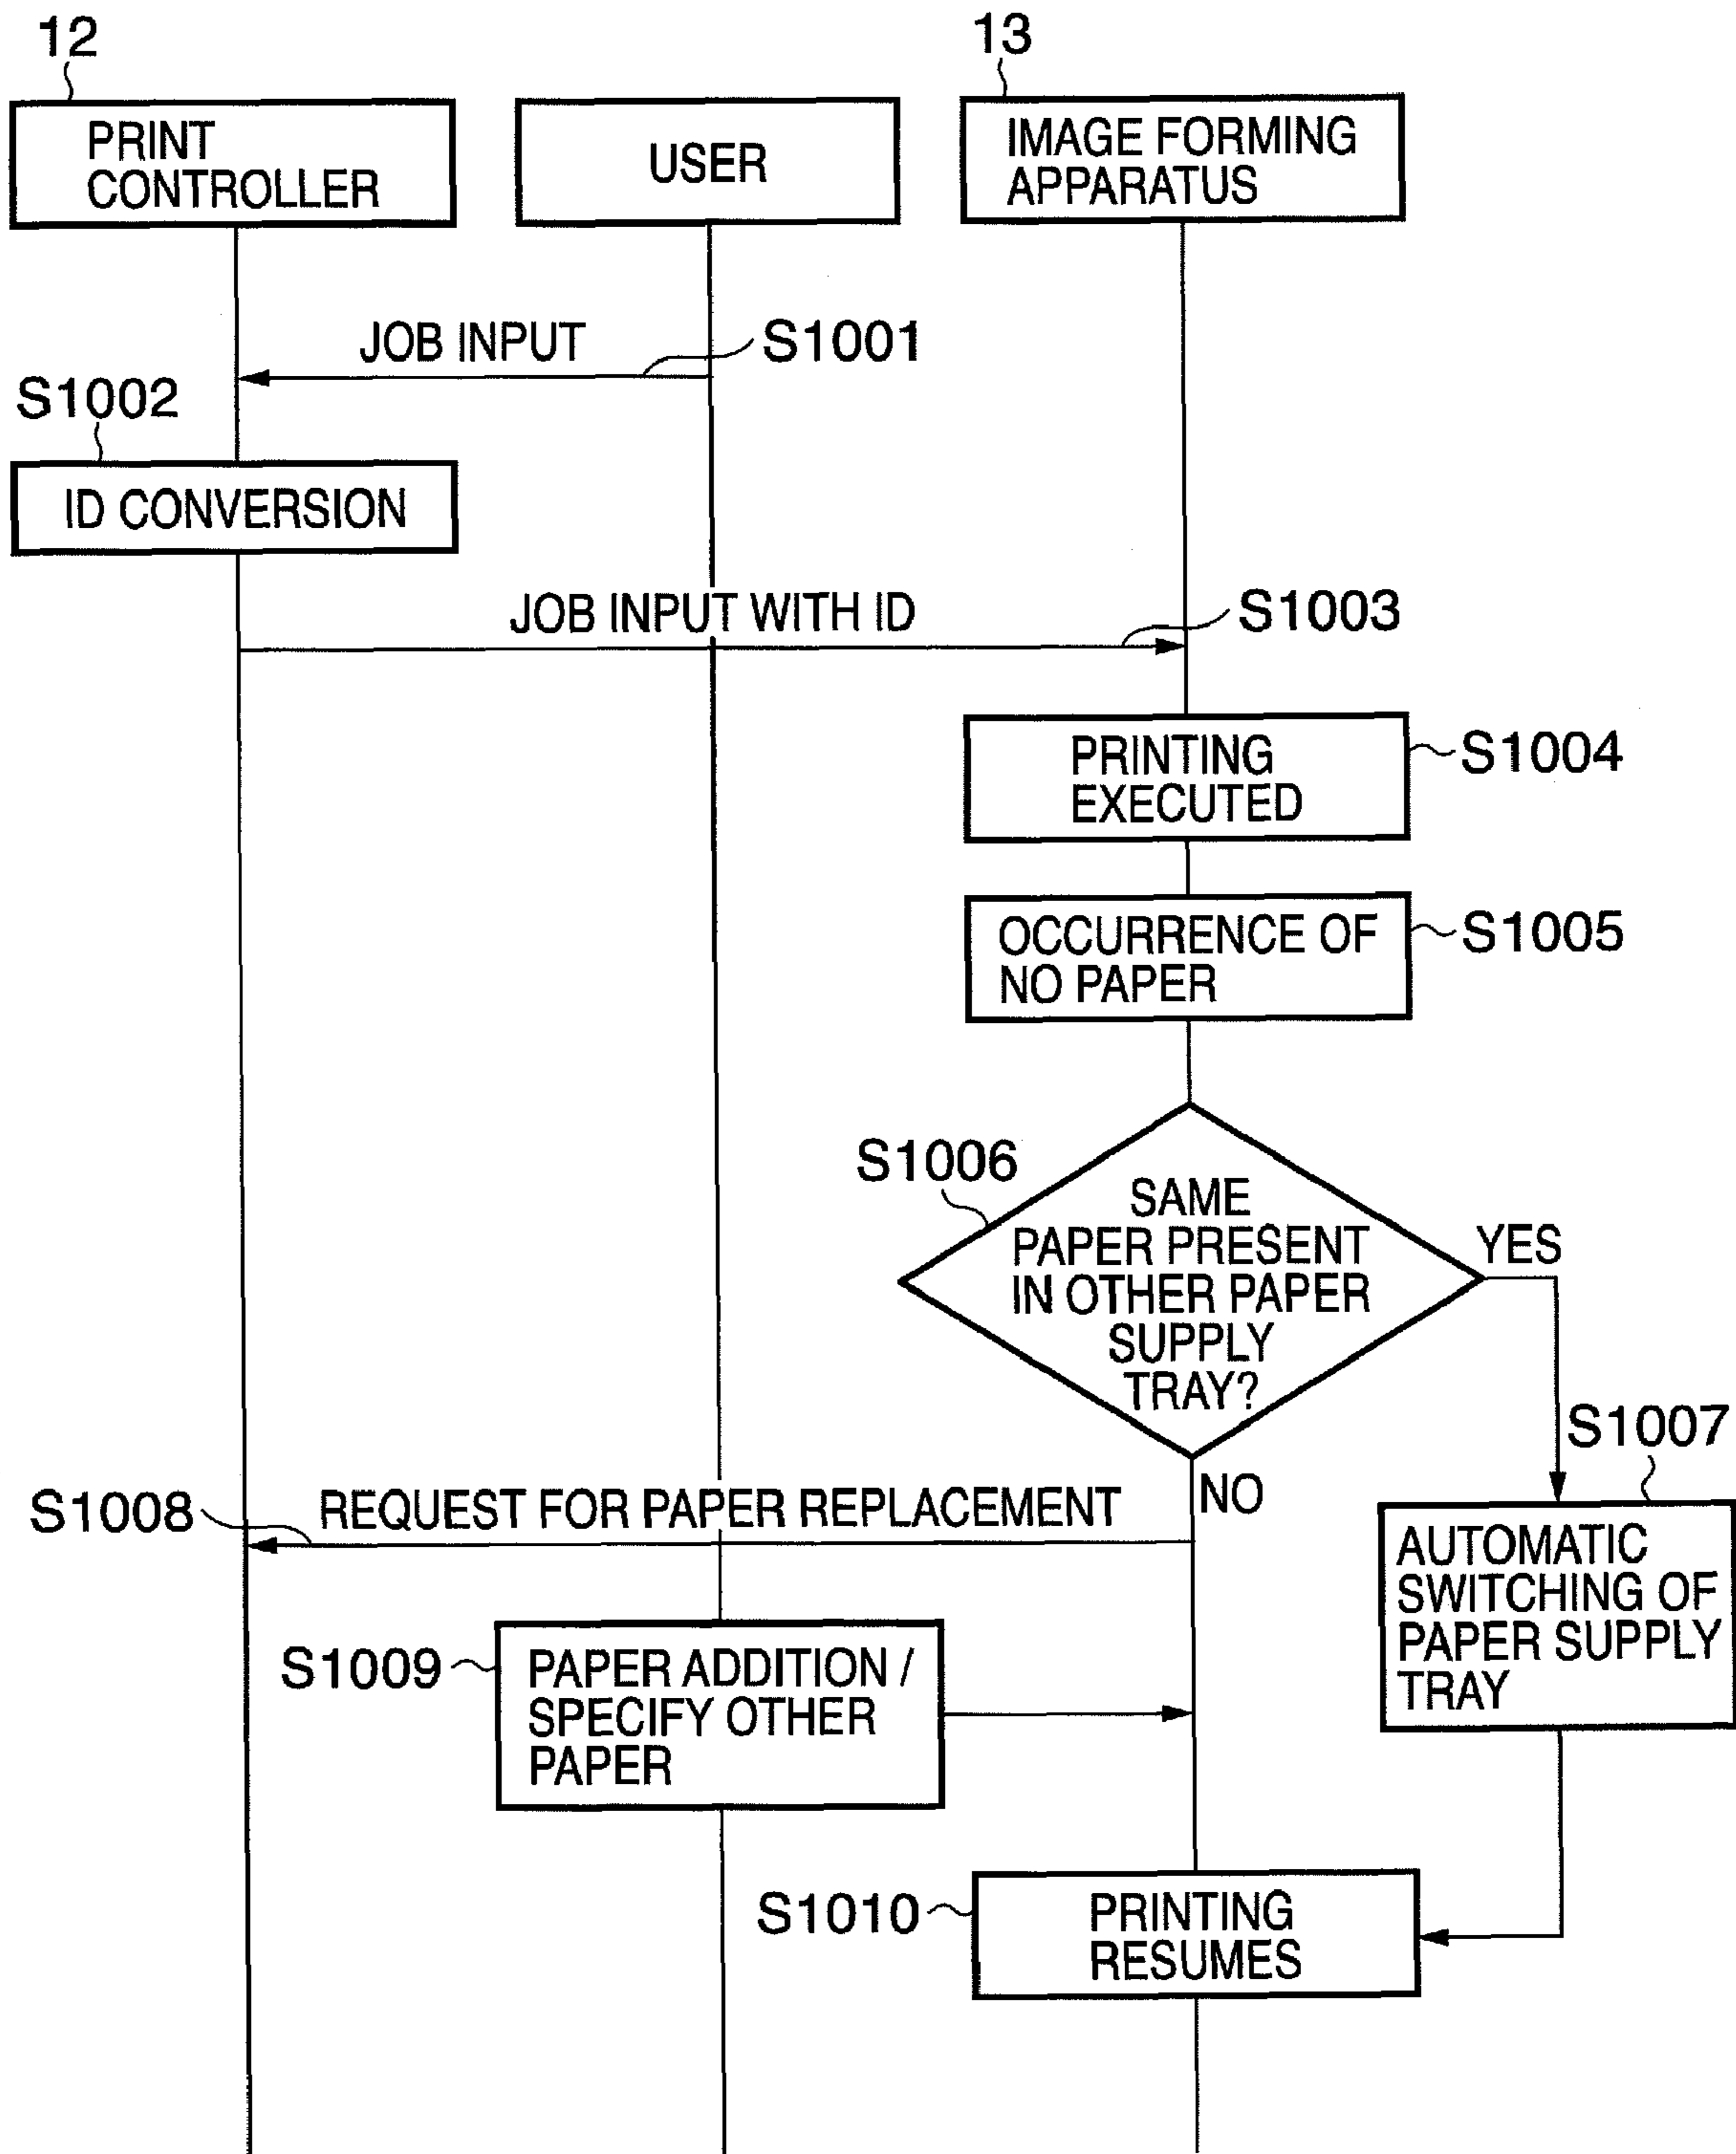 12
13
PRINT
CONTROLLER
USER
IMAGE FORMING
APPARATUS
JOB INPUT
S1001
S1002
ID CONVERSION
JOB INPUT WITH ID
S1003
PRINTING
EXECUTED
S1004
OCCURRENCE OF
NO PAPER
S1005
S1006
SAME
PAPER PRESENT
IN OTHER PAPER
SUPPLY
TRAY?
YES
S1007
NO
S1008
REQUEST FOR PAPER REPLACEMENT
AUTOMATIC
SWITCHING OF
PAPER SUPPLY
TRAY
S1009
PAPER ADDITION /
SPECIFY OTHER
PAPER
S1010
PRINTING
RESUMES